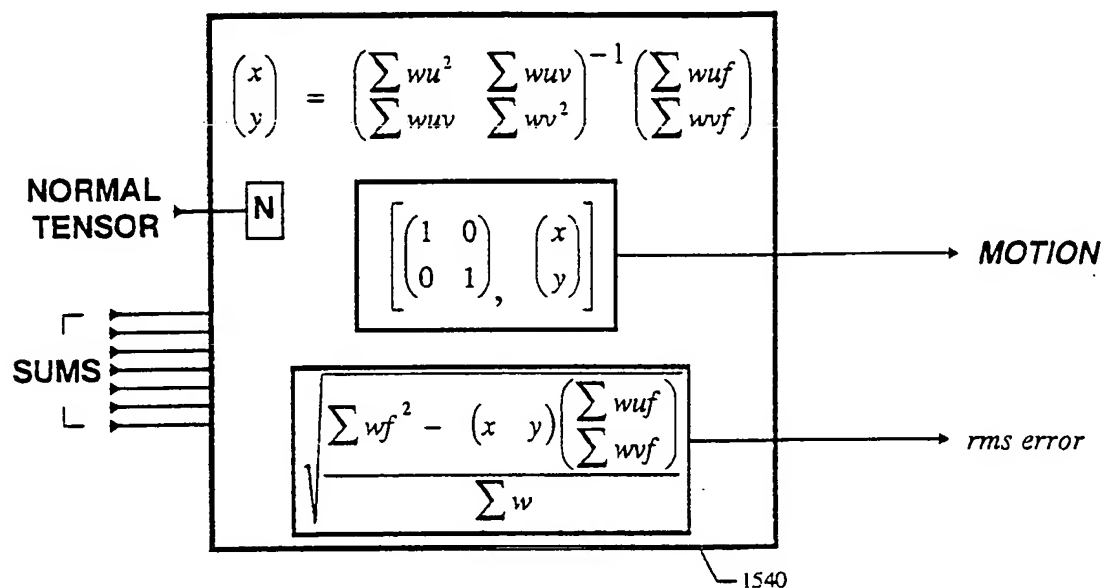 (x y) = (∑ wu² ∑ wuv ∑ wuv ∑ wv²)⁻¹ (∑ wuf ∑ wvf)
NORMAL
TENSOR
N
[(1 0 0 1), (x y)]
MOTION
SUMS
√ ∑ wf² − (x y)(∑ wuf ∑ wvf)
∑ w
rms error
1540